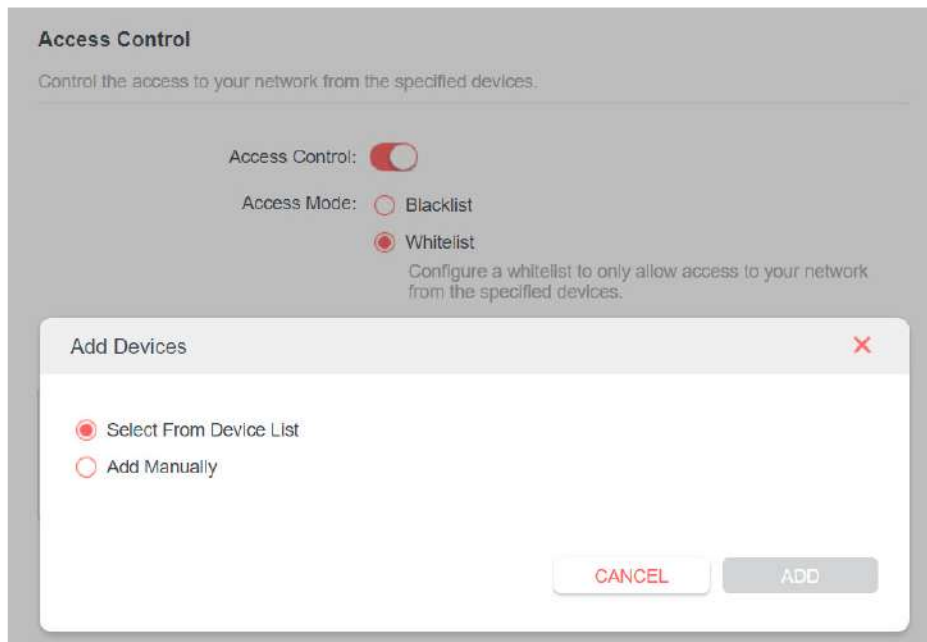 Access Control
Control the access to your network from the specified devices.
Access Control:
Access Mode: Blacklist
Whitelist
Configure a whitelist to only allow access to your network
from the specified devices.
Add Devices
Select From Device List
Add Manually
CANCEL ADD